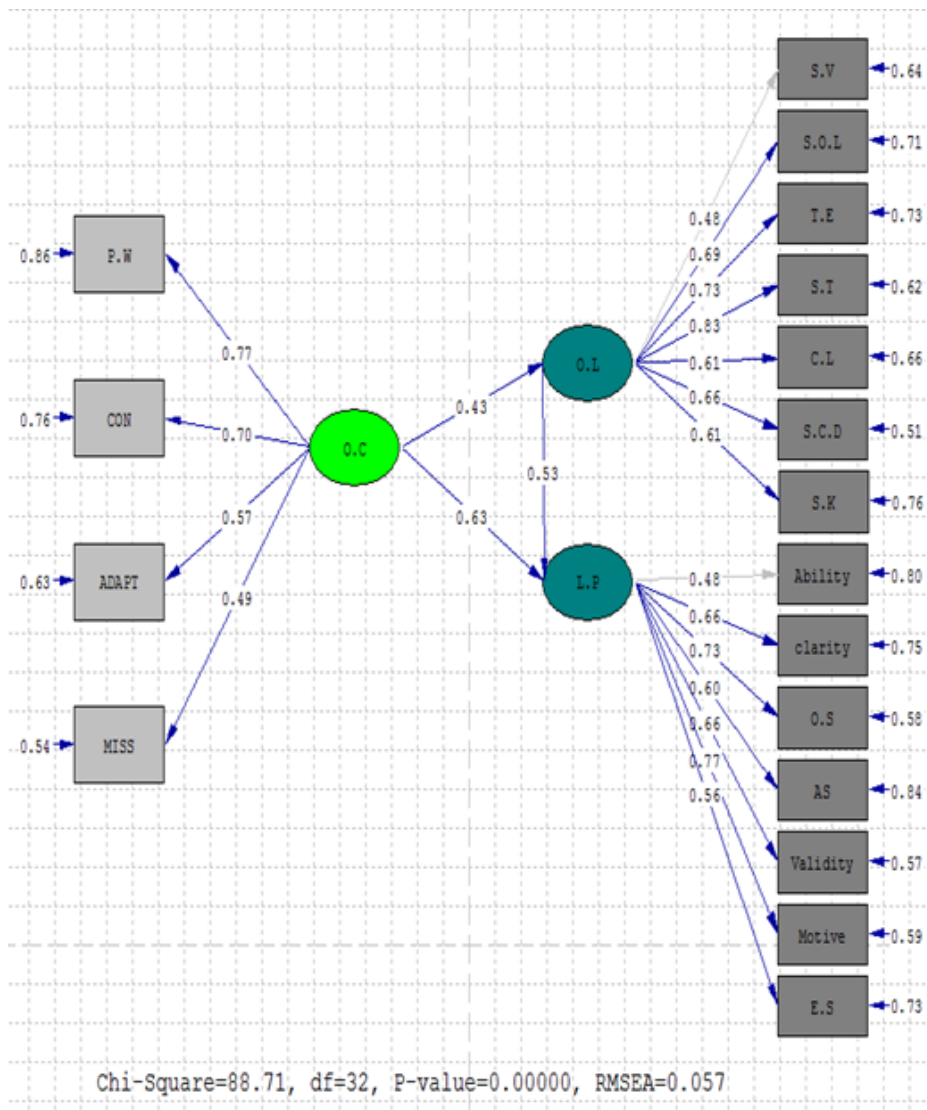 S.V
0.64
S.O.L
0.71
T.E
0.73
S.T
0.62
C.L
0.66
S.C.D
0.51
S.K
0.76
Ability
0.80
clarity
0.75
O.S
0.58
AS
0.84
Validity
0.57
Motive
0.59
E.S
0.73
0.48
0.69
0.73
0.83
0.61
0.66
0.61
O.L
0.43
0.53
0.63
L.P
0.48
0.66
0.73
0.60
0.66
0.77
0.56
O.C
0.77
0.70
0.57
0.49
0.86
P.W
0.76
CON
0.63
ADAPT
0.54
MISS
Chi-Square=88.71, df=32, P-value=0.00000, RMSEA=0.057